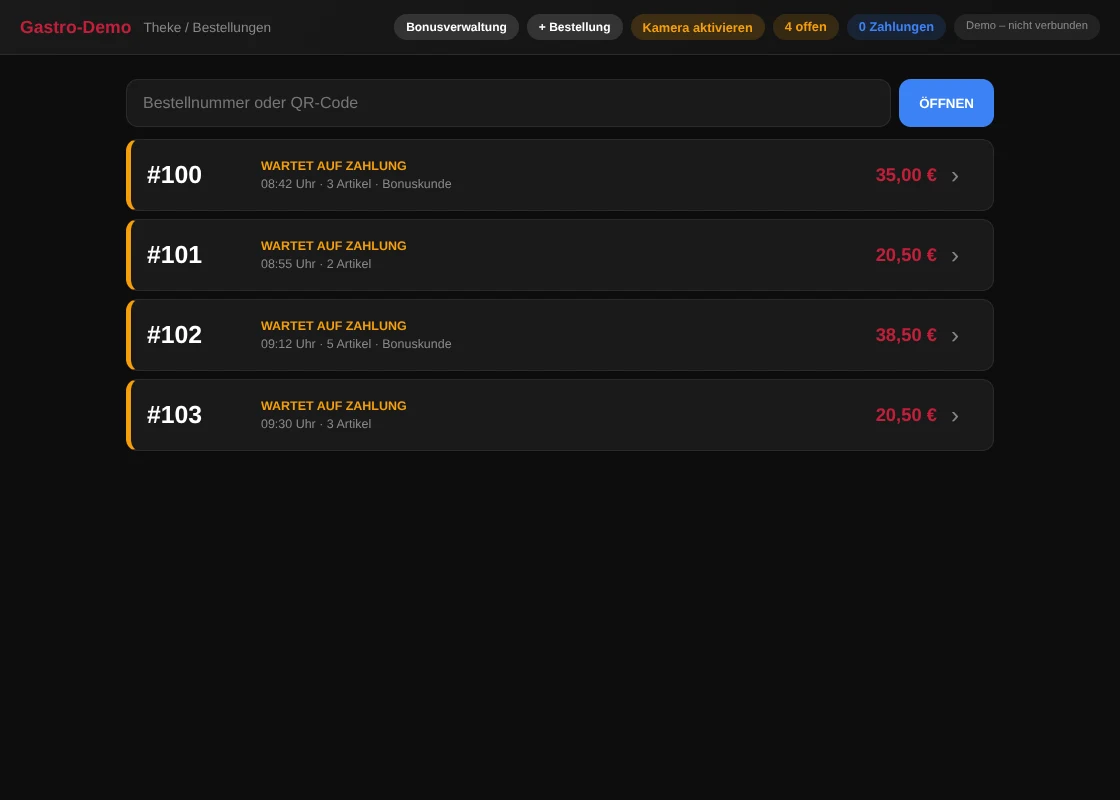 Gastro-Demo Theke / Bestellungen Bonusverwaltung + Bestellung Kamera aktivieren 4 offen 0 Zahlungen Demo – nicht verbunden
Bestellnummer oder QR-Code ÖFFNEN
#100 WARTET AUF ZAHLUNG 35,00 € ›
08:42 Uhr · 3 Artikel · Bonuskunde
#101 WARTET AUF ZAHLUNG 20,50 € ›
08:55 Uhr · 2 Artikel
#102 WARTET AUF ZAHLUNG 38,50 € ›
09:12 Uhr · 5 Artikel · Bonuskunde
#103 WARTET AUF ZAHLUNG 20,50 € ›
09:30 Uhr · 3 Artikel